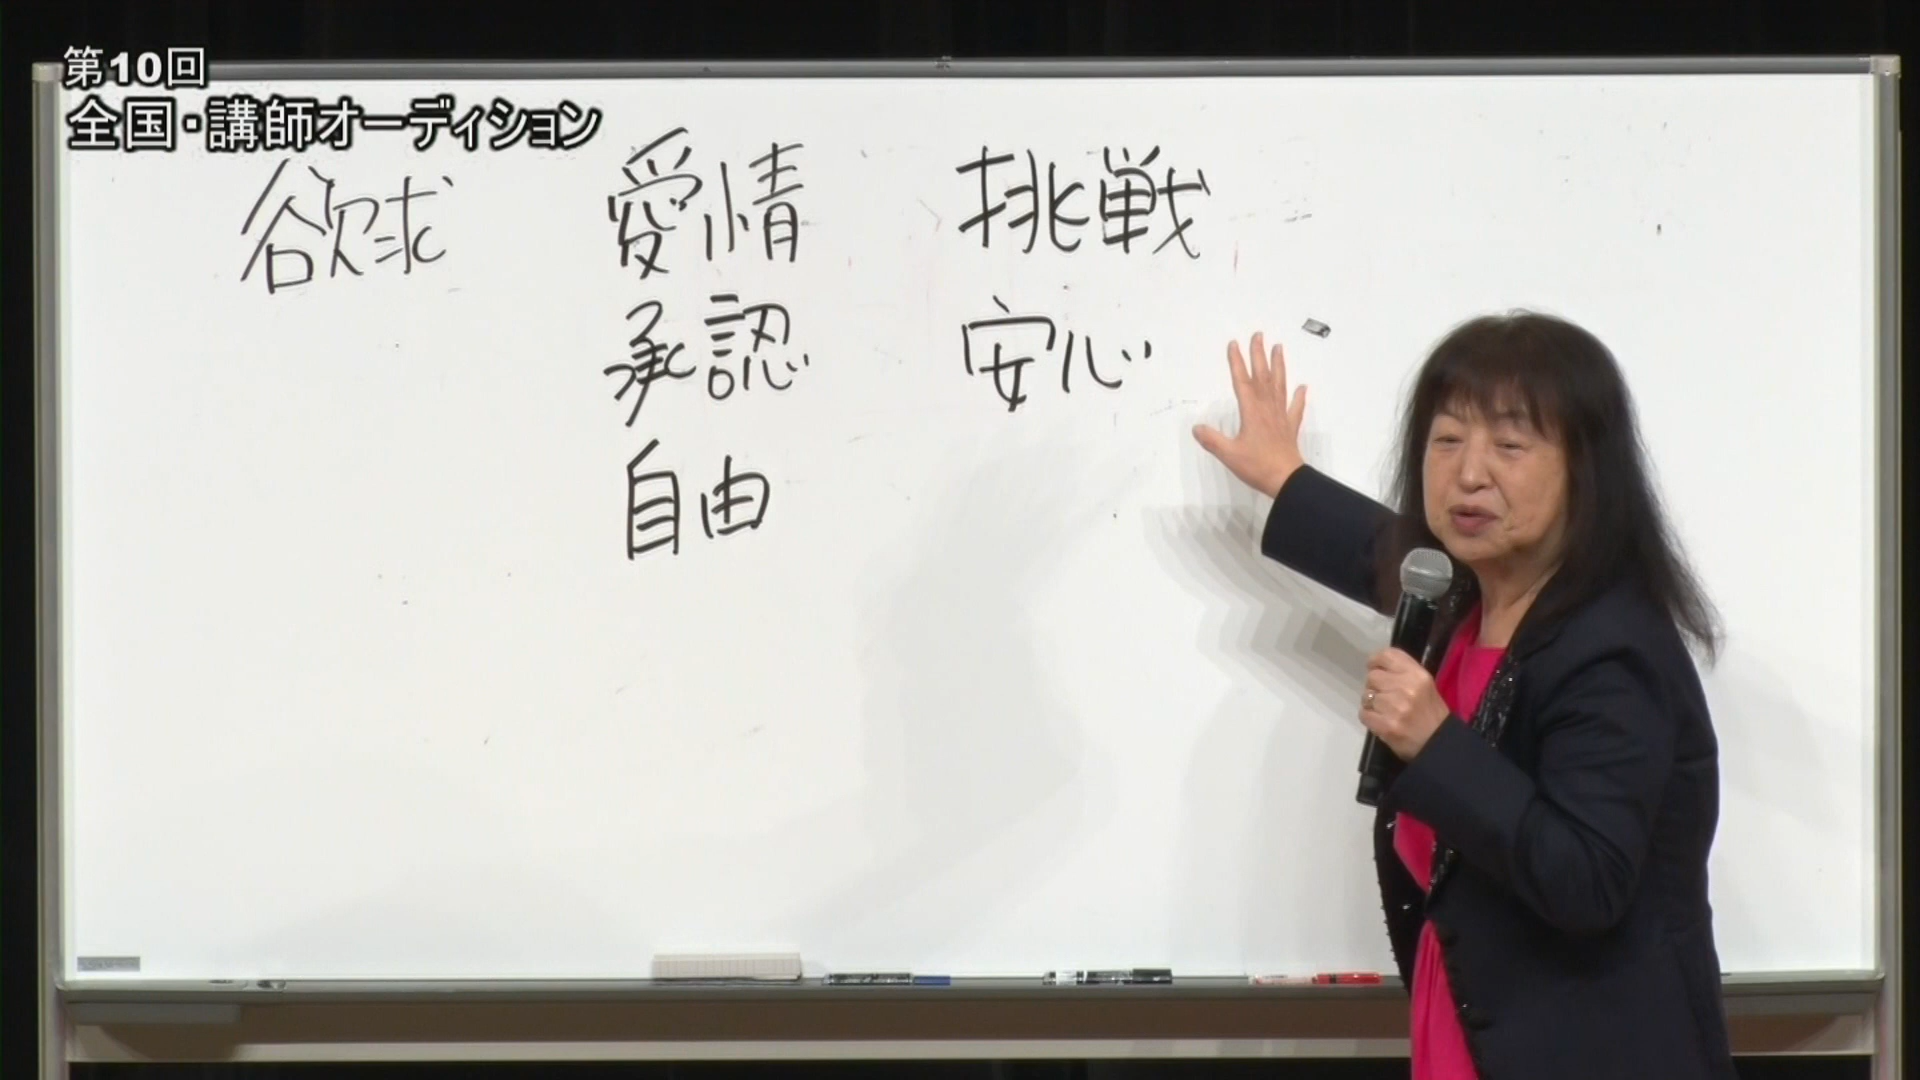 第10回
全国・講師オーディション
欲求 愛情 挑戦
承認 安心
自由